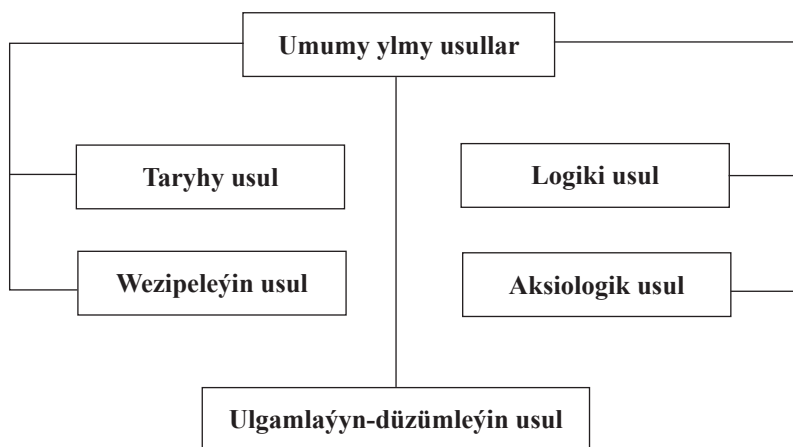 Umumy ylmy usullar
Taryhy usul
Logiki usul
Wezipeleýin usul
Aksiologik usul
Ulgamlaýyn-düzümleýin usul